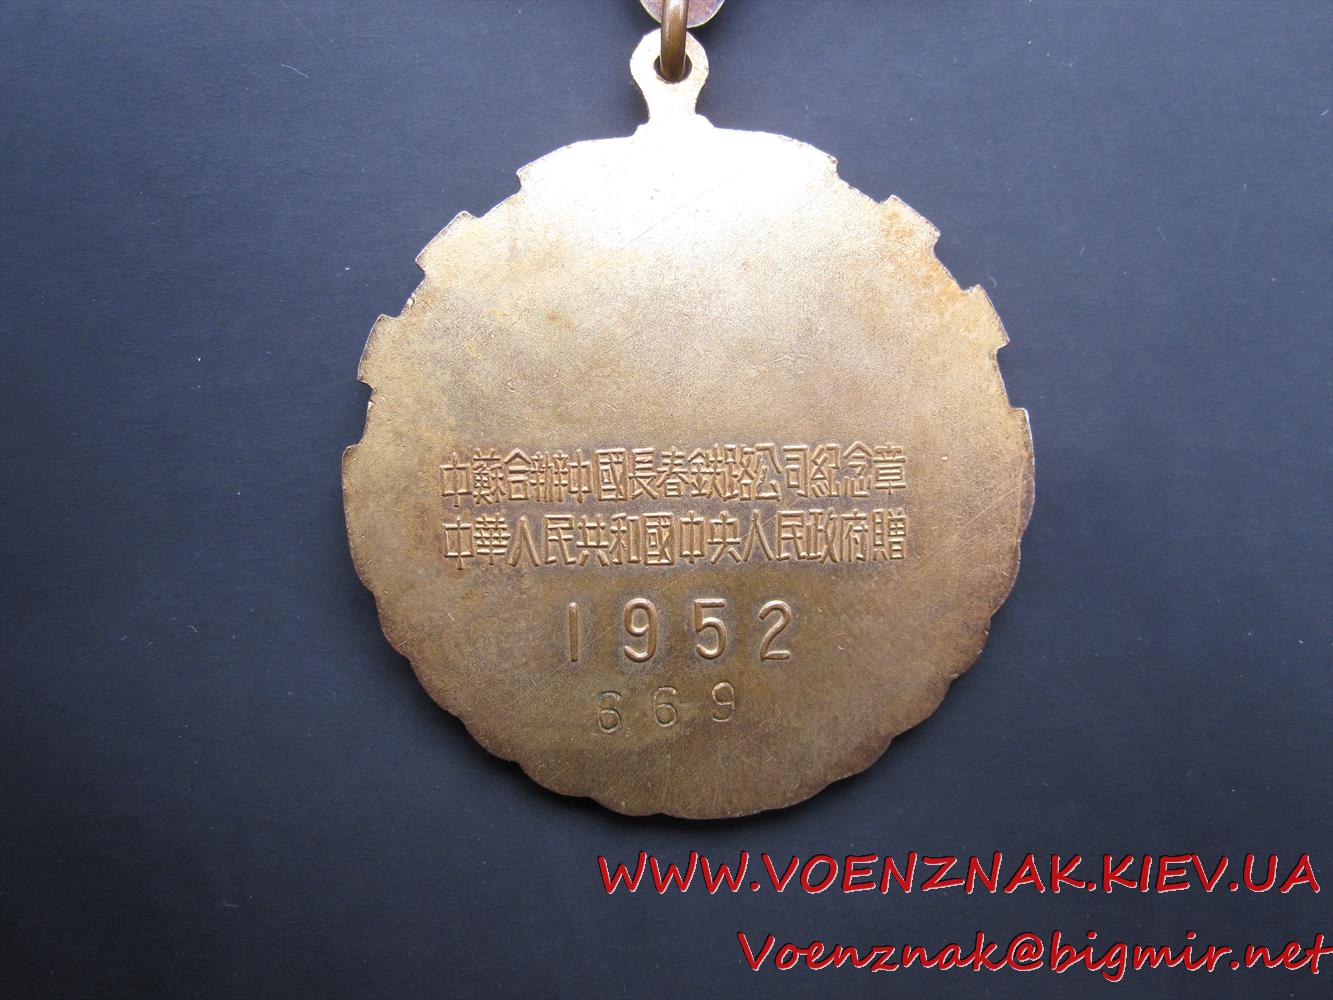 中蘇合辦中國長春鉄路公司紀念章
中華人民共和國中央人民政府贈
1952
669
WWW.VOENZNAK.KIEV.UA
Voenznak@bigmir.net